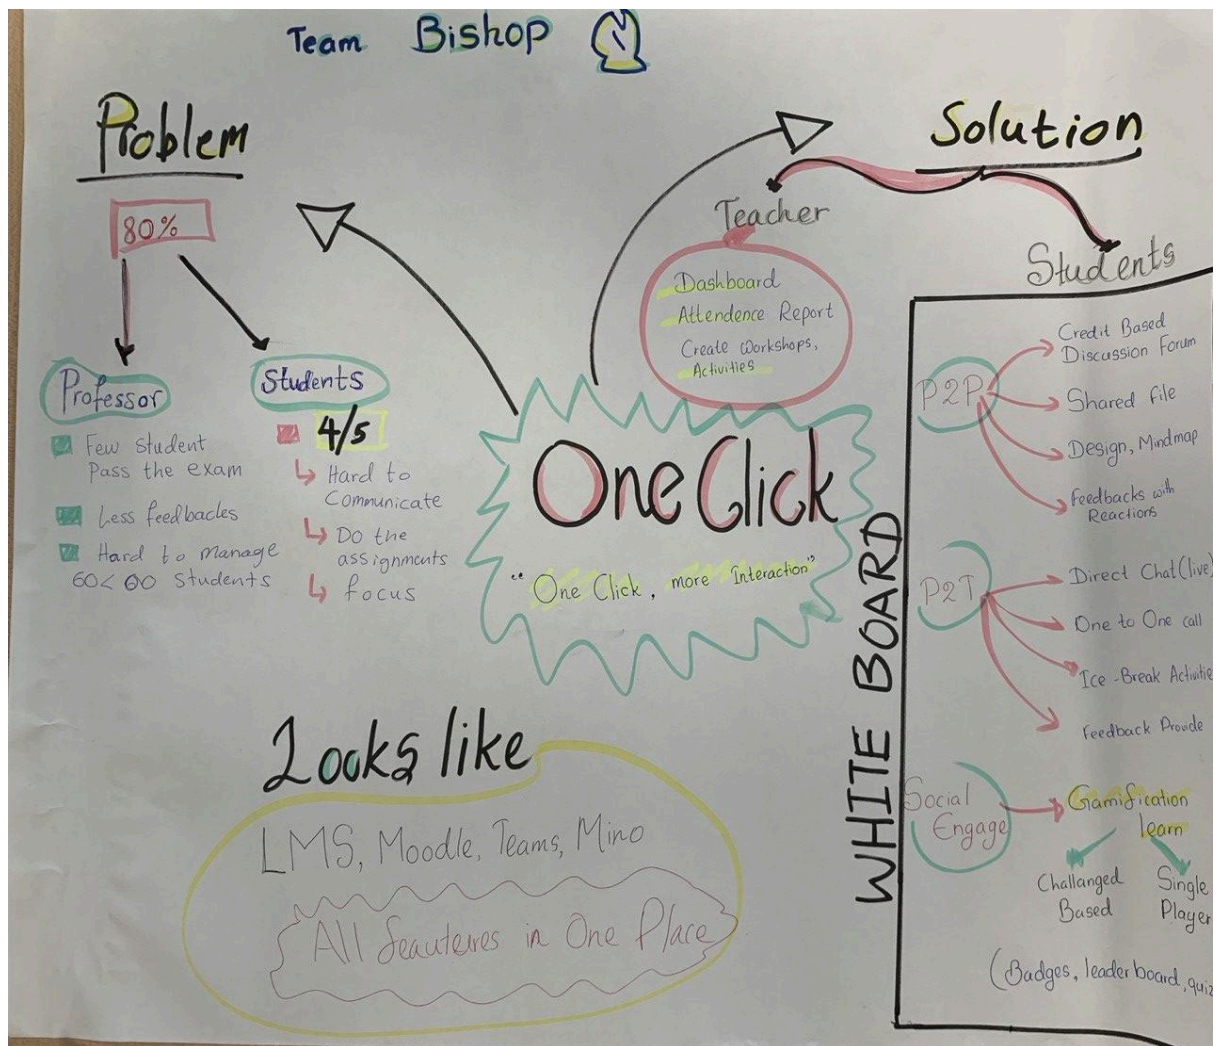 Team Bishop
Problem
80%
Professor
Few student
Pass the exam
Less feedbacks
Hard to manage
60< 60 Students
Students
4/5
Hard to
Communicate
Do the
assignments
focus
One Click
"One Click, more Interaction"
Solution
Teacher
Dashboard
Attendence Report
Create Workshops,
Activities
Students
WHITE BOARD
P2P
Credit Based
Discussion Forum
Shared file
Design, Mindmap
Feedbacks with
Reactions
P2T
Direct Chat (live)
One to One call
Ice-Break Activitie
Feedback Provide
Social
Engage
Gamification
learn
Challanged
Based
Single
Player
(Badges, leader board, quiz
Looks like
LMS, Moodle, Teams, Miro
All feauteures in One Place